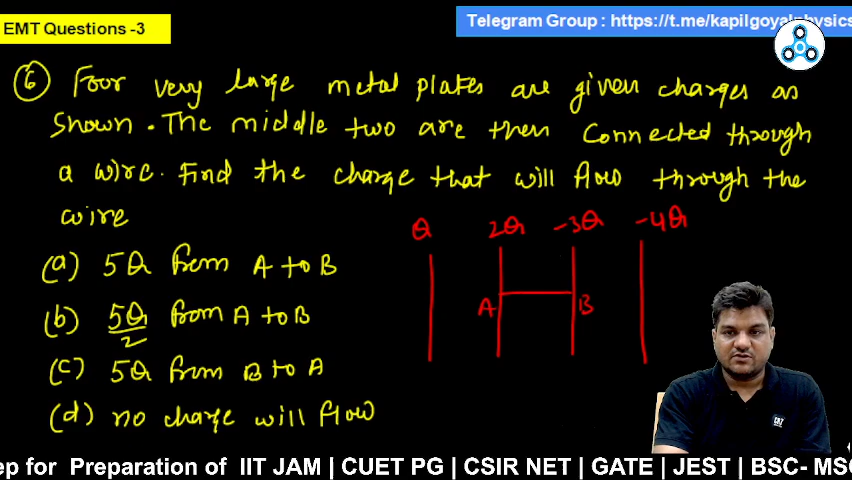 EMT Questions -3
Telegram Group : https://t.me/kapilgoyalphysics
⑥ Four very large metal plates are given charges as
shown. The middle two are then connected through
a wire. Find the charge that will flow through the
wire
Q 2Q -3Q -4Q
(a) 5Q from A to B
A B
(b) 5Q/2 from A to B
(c) 5Q from B to A
(d) no charge will flow
ep for Preparation of IIT JAM | CUET PG | CSIR NET | GATE | JEST | BSC- MSC